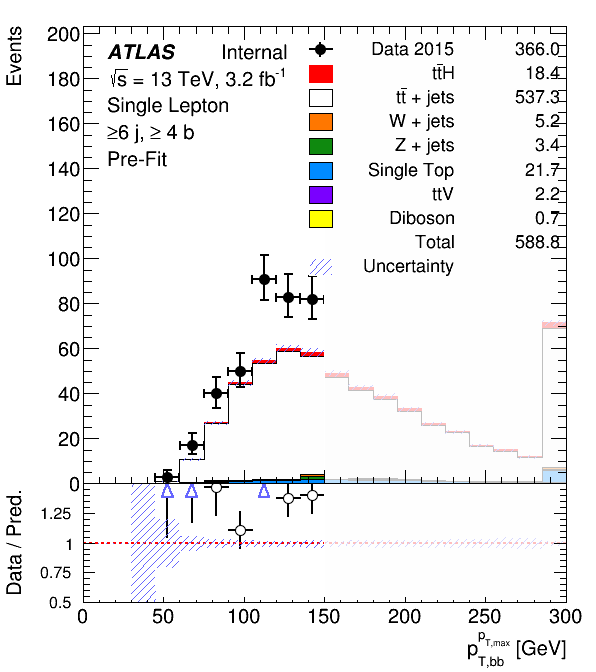 ATLAS Internal
√s = 13 TeV, 3.2 fb⁻¹
Single Lepton
≥6 j, ≥ 4 b
Pre-Fit
Data 2015 366.0
tt̄H 18.4
tt̄ + jets 537.3
W + jets 5.2
Z + jets 3.4
Single Top 21.7
ttV 2.2
Diboson 0.7
Total 588.8
Uncertainty
Events
200
180
160
140
120
100
80
60
40
20
0
Data / Pred.
1.25
1
0.75
0.5
0 50 100 150 200 250 300
p_{T,bb}^{p_{T,max}} [GeV]